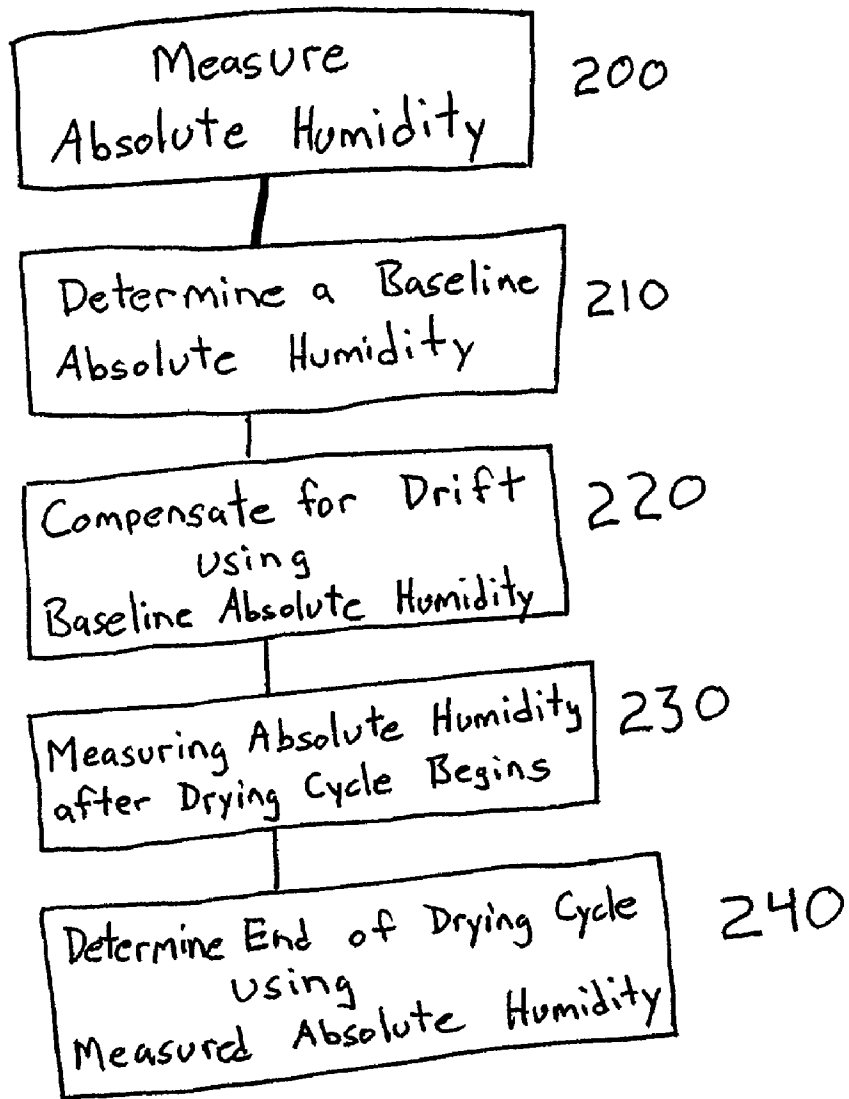 Measure
Absolute Humidity
200
Determine a Baseline
Absolute Humidity
210
Compensate for Drift
using
Baseline Absolute Humidity
220
Measuring Absolute Humidity
after Drying Cycle Begins
230
Determine End of Drying Cycle
using
Measured Absolute Humidity
240